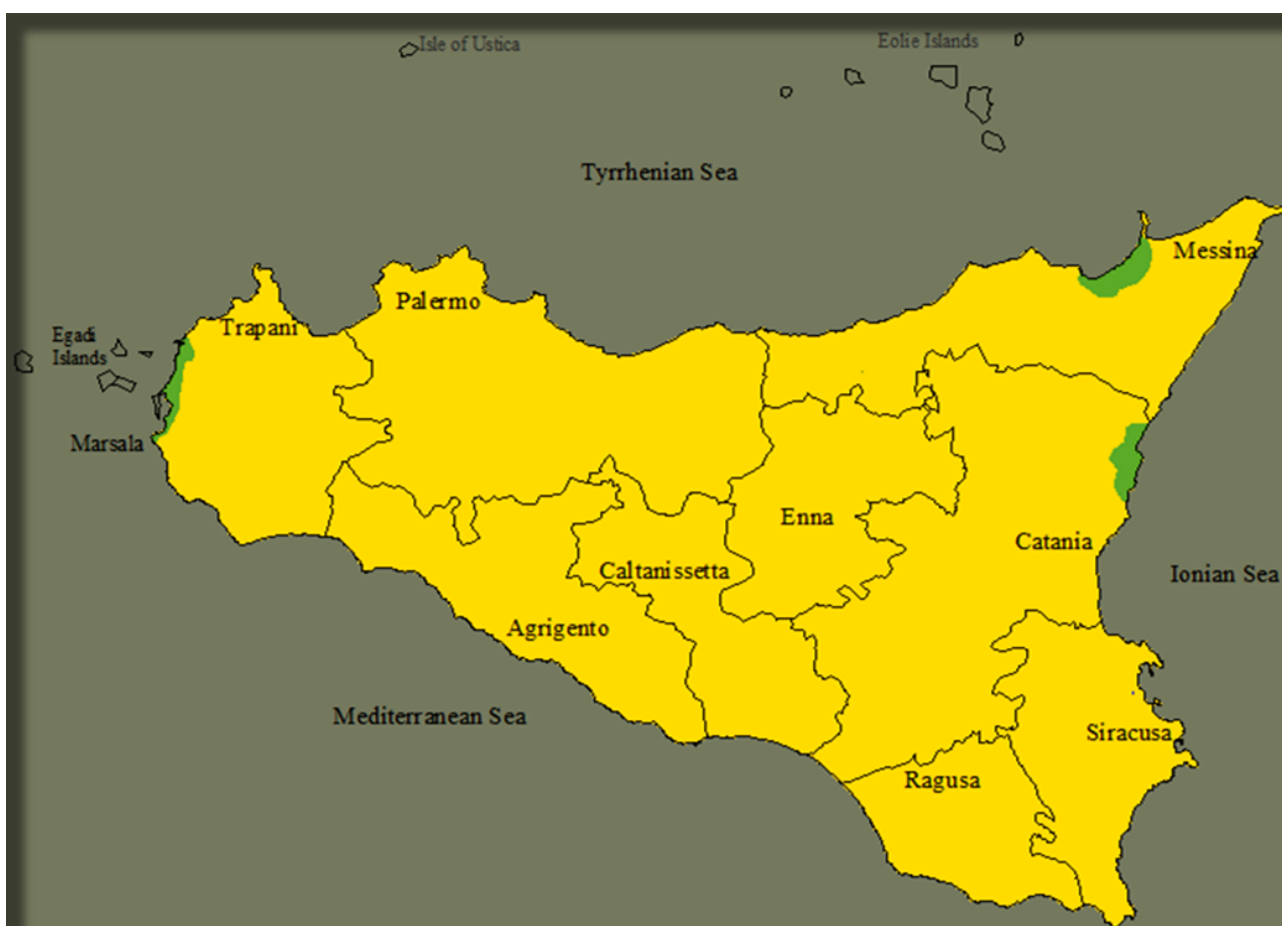 Isle of Ustica
Eolie Islands
Tyrrhenian Sea
Messina
Palermo
Trapani
Egadi
Islands
Marsala
Enna
Catania
Caltanissetta
Ionian Sea
Agrigento
Mediterranean Sea
Siracusa
Ragusa